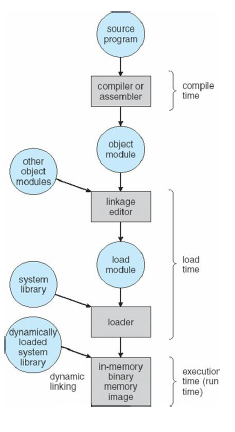 source
program
compiler or
assembler
compile
time
object
module
other
object
modules
linkage
editor
load
module
load
time
system
library
loader
dynamically
loaded
system
library
dynamic
linking
in-memory
binary
memory
image
execution
time (run
time)